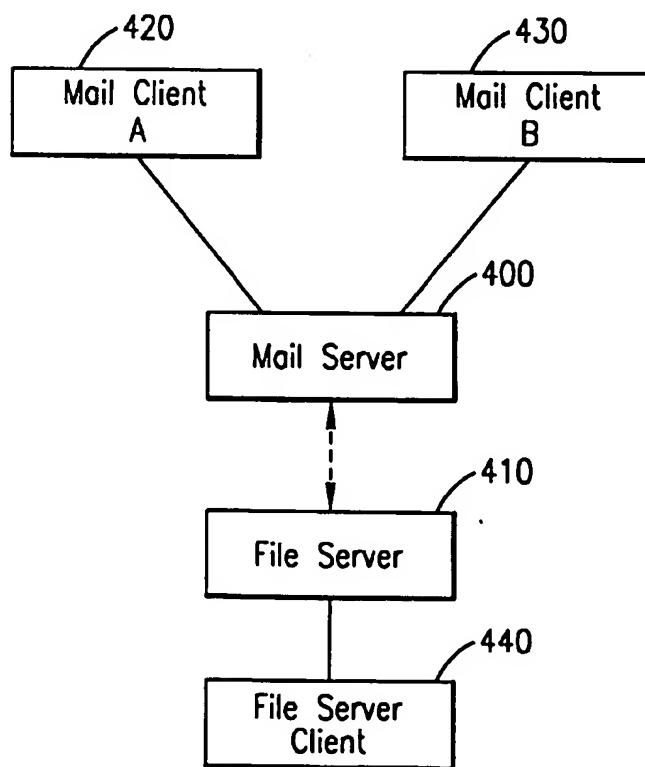 420
430
Mail Client
A
Mail Client
B
400
Mail Server
410
File Server
440
File Server
Client